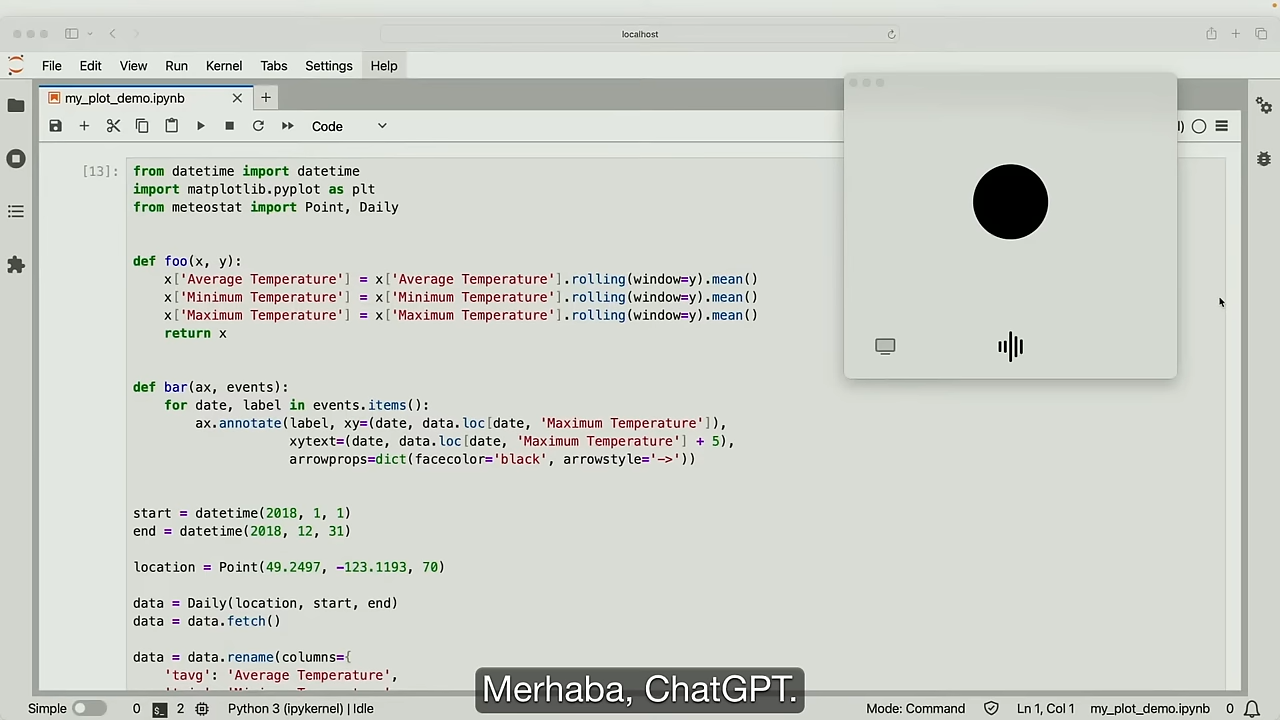 localhost
File Edit View Run Kernel Tabs Settings Help
my_plot_demo.ipynb
Code
[13]:
from datetime import datetime
import matplotlib.pyplot as plt
from meteostat import Point, Daily
def foo(x, y):
    x['Average Temperature'] = x['Average Temperature'].rolling(window=y).mean()
    x['Minimum Temperature'] = x['Minimum Temperature'].rolling(window=y).mean()
    x['Maximum Temperature'] = x['Maximum Temperature'].rolling(window=y).mean()
    return x
def bar(ax, events):
    for date, label in events.items():
        ax.annotate(label, xy=(date, data.loc[date, 'Maximum Temperature']),
                    xytext=(date, data.loc[date, 'Maximum Temperature'] + 5),
                    arrowprops=dict(facecolor='black', arrowstyle='->'))
start = datetime(2018, 1, 1)
end = datetime(2018, 12, 31)
location = Point(49.2497, -123.1193, 70)
data = Daily(location, start, end)
data = data.fetch()
data = data.rename(columns={
    'tavg': 'Average Temperature',
Merhaba, ChatGPT.
Simple 0 2 Python 3 (ipykernel) | Idle Mode: Command Ln 1, Col 1 my_plot_demo.ipynb 0